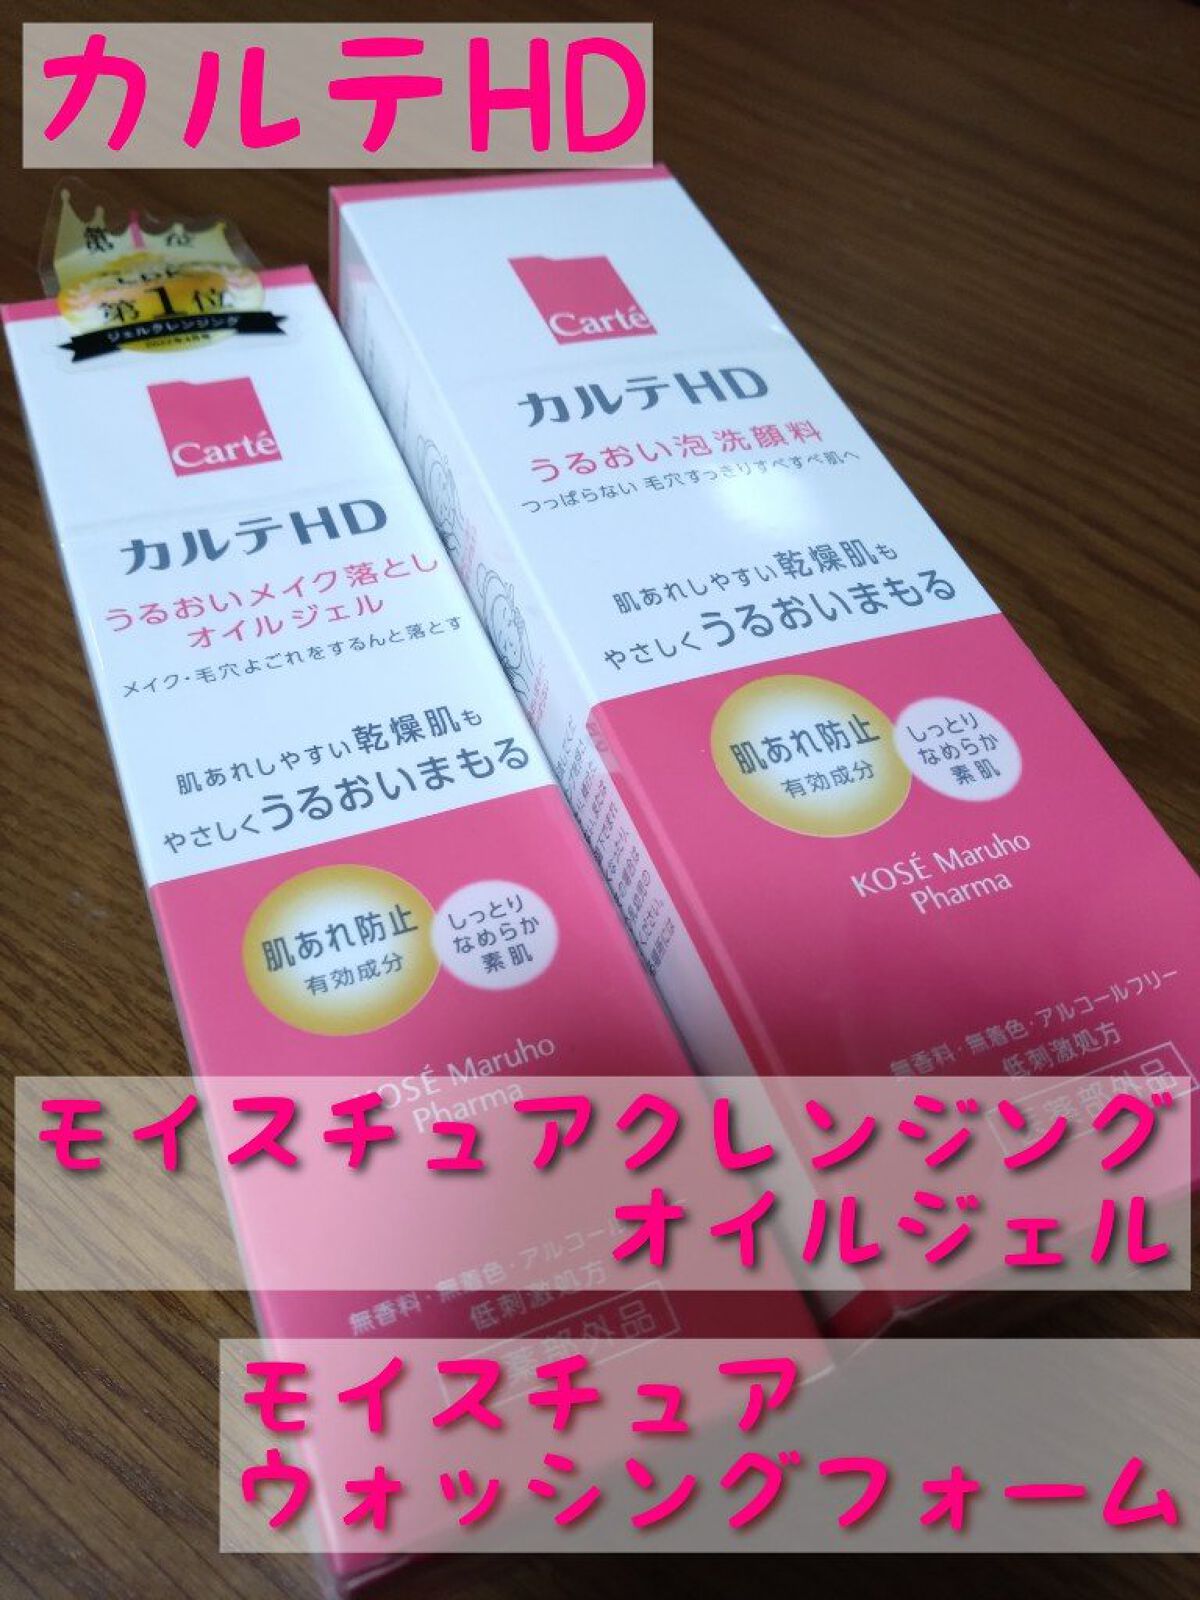 カルテHD
第1位
ジェルクレンジング
Carté
カルテHD
うるおいメイク落とし
オイルジェル
メイク・毛穴よごれをするんと落とす
肌あれしやすい乾燥肌も
やさしくうるおいまもる
肌あれ防止
有効成分
しっとり
なめらか
素肌
KOSÉ Maruho
Pharma
無香料・無着色・アルコール
低刺激処方
薬部外品
Carté
カルテHD
うるおい泡洗顔料
つっぱらない 毛穴すっきりすべすべ肌へ
肌あれしやすい乾燥肌も
やさしくうるおいまもる
肌あれ防止
有効成分
しっとり
なめらか
素肌
KOSÉ Maruho
Pharma
無香料・無着色・アルコールフリー
低刺激処方
医薬部外品
モイスチュアクレンジング
オイルジェル
モイスチュア
ウォッシングフォーム